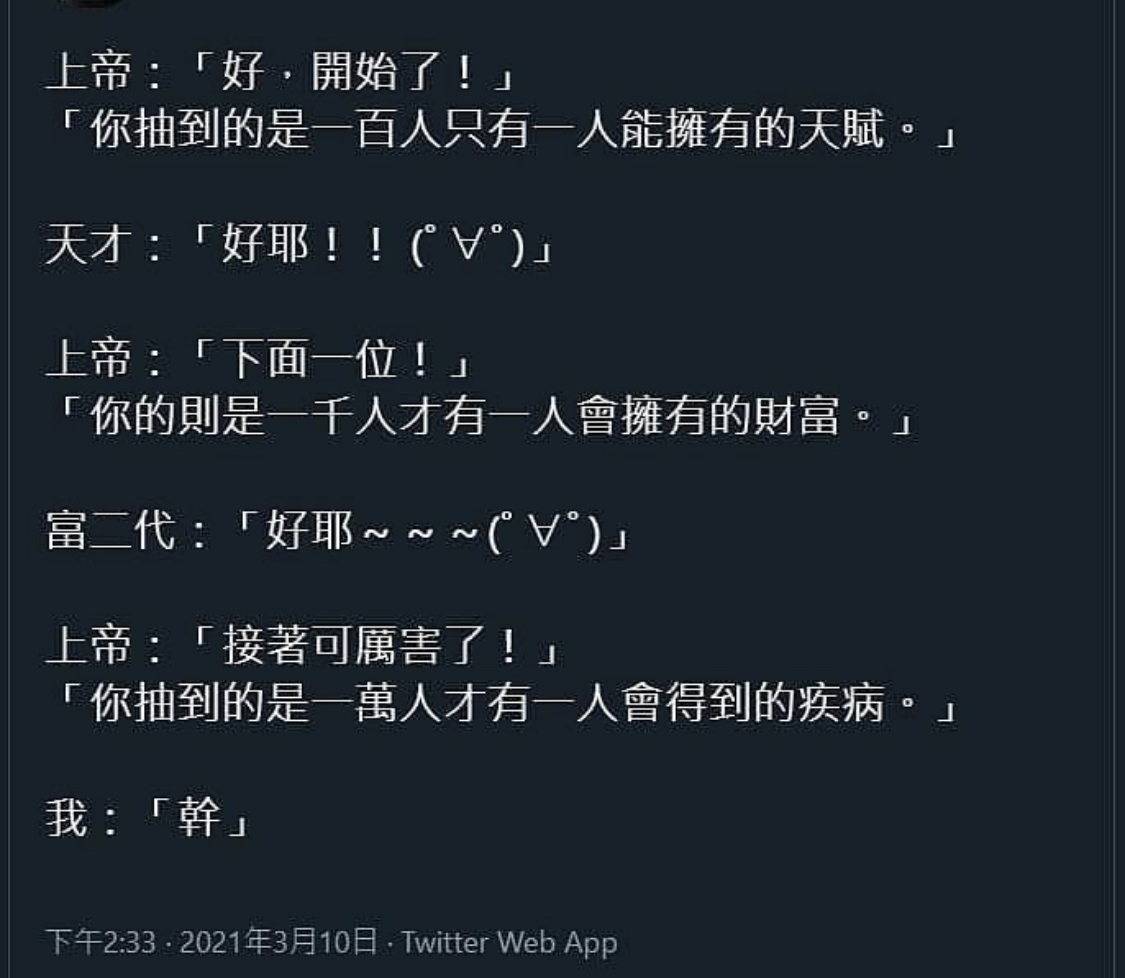 上帝：「好，開始了！」
「你抽到的是一百人只有一人能擁有的天賦。」
天才：「好耶！！(ﾟ∀ﾟ)」
上帝：「下面一位！」
「你的則是一千人才有一人會擁有的財富。」
富二代：「好耶～～～(ﾟ∀ﾟ)」
上帝：「接著可厲害了！」
「你抽到的是一萬人才有一人會得到的疾病。」
我：「幹」
下午2:33 · 2021年3月10日 · Twitter Web App